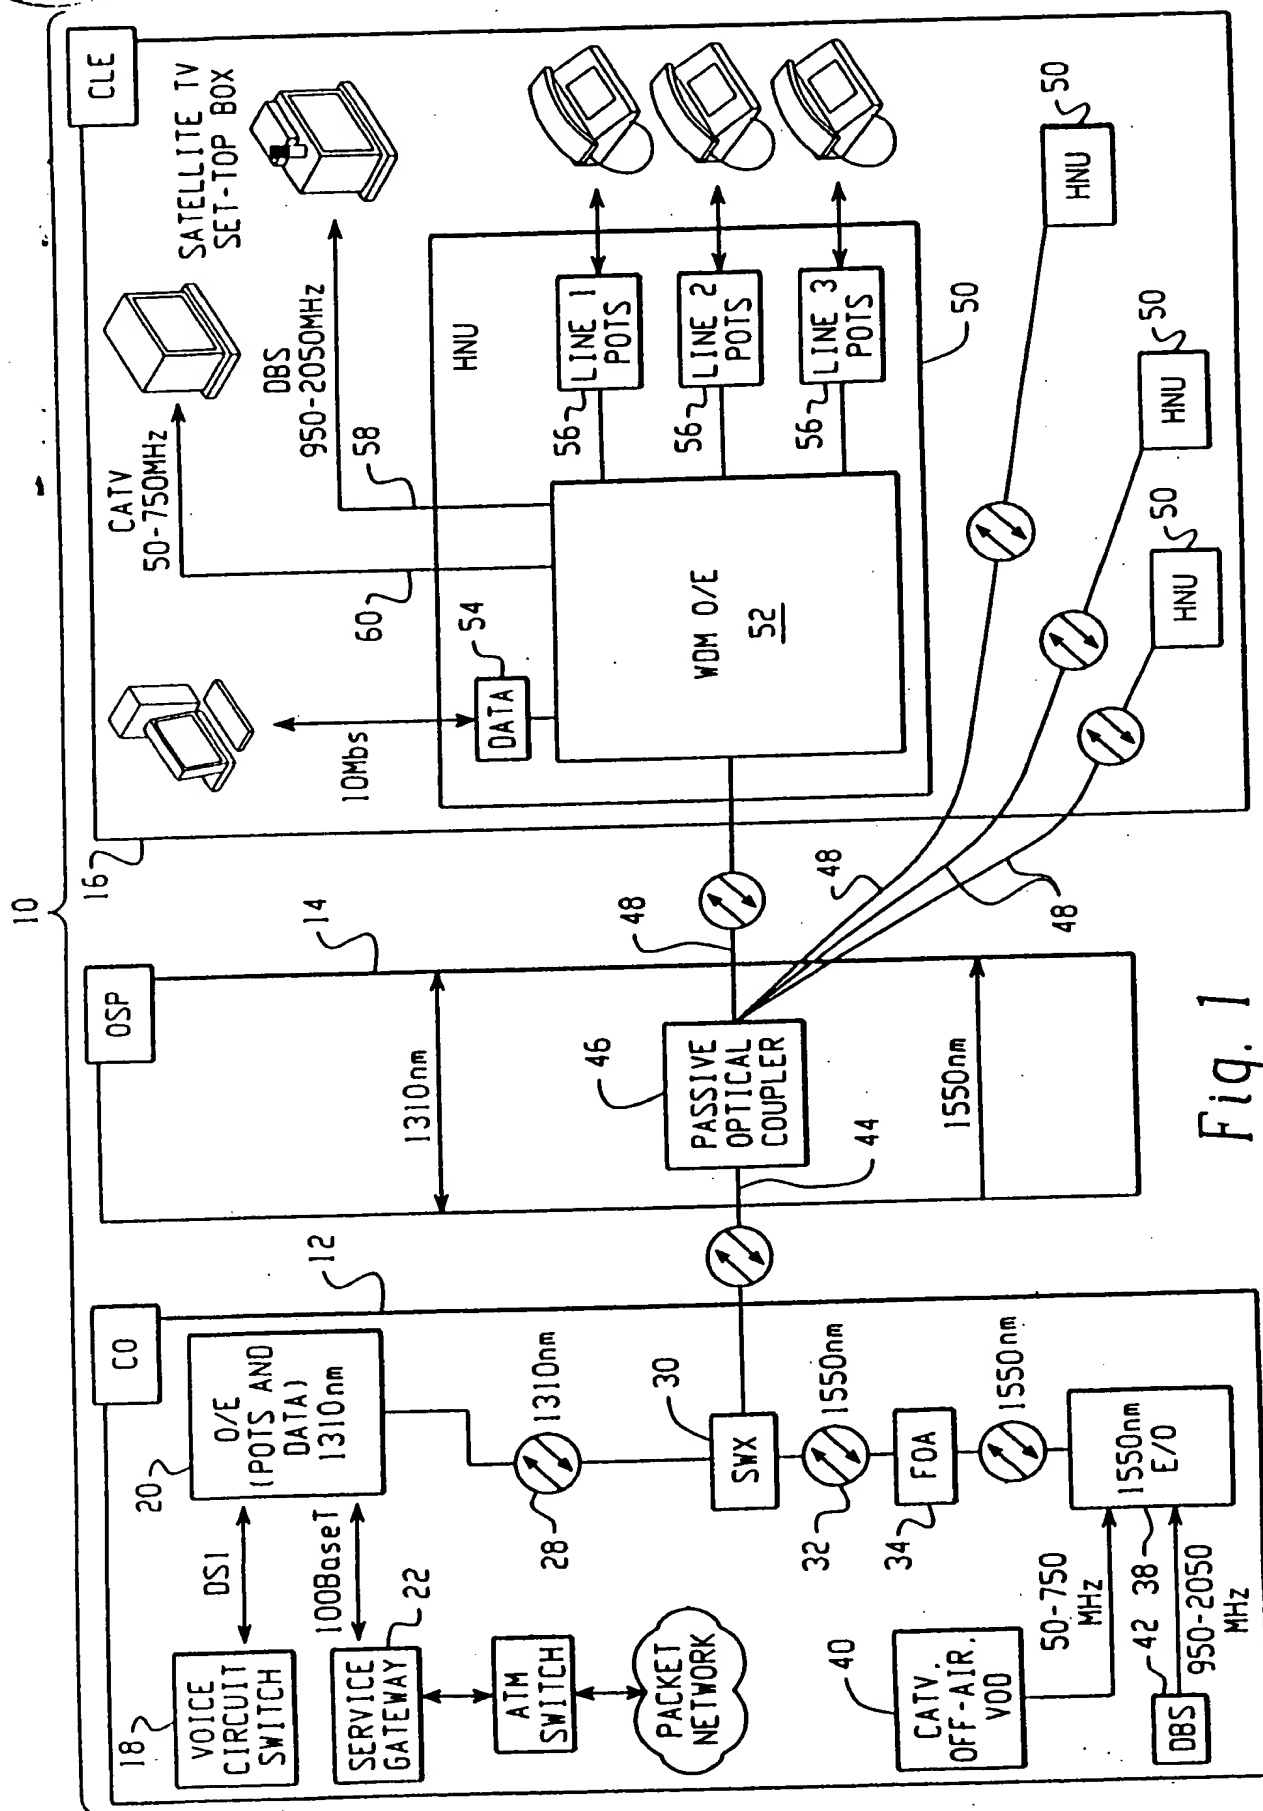 10
CO
12
O/E
(POTS AND
DATA)
1310nm
20
DS1
18
VOICE
CIRCUIT
SWITCH
100BaseT
22
SERVICE
GATEWAY
ATM
SWITCH
PACKET
NETWORK
28
1310nm
30
SWX
32
1550nm
34
FOA
1550nm
1550nm
E/O
38
50-750
MHz
40
CATV,
OFF-AIR,
VOD
42
DBS
950-2050
MHz
OSP
14
1310nm
46
PASSIVE
OPTICAL
COUPLER
44
1550nm
48
48
48
CLE
16
10Mbs
CATV
50-750MHz
SATELLITE TV
SET-TOP BOX
DBS
950-2050MHz
60
58
54
DATA
HNU
WDM O/E
52
56
LINE 1
POTS
56
LINE 2
POTS
56
LINE 3
POTS
50
HNU
50
HNU
50
HNU
50
Fig. 1